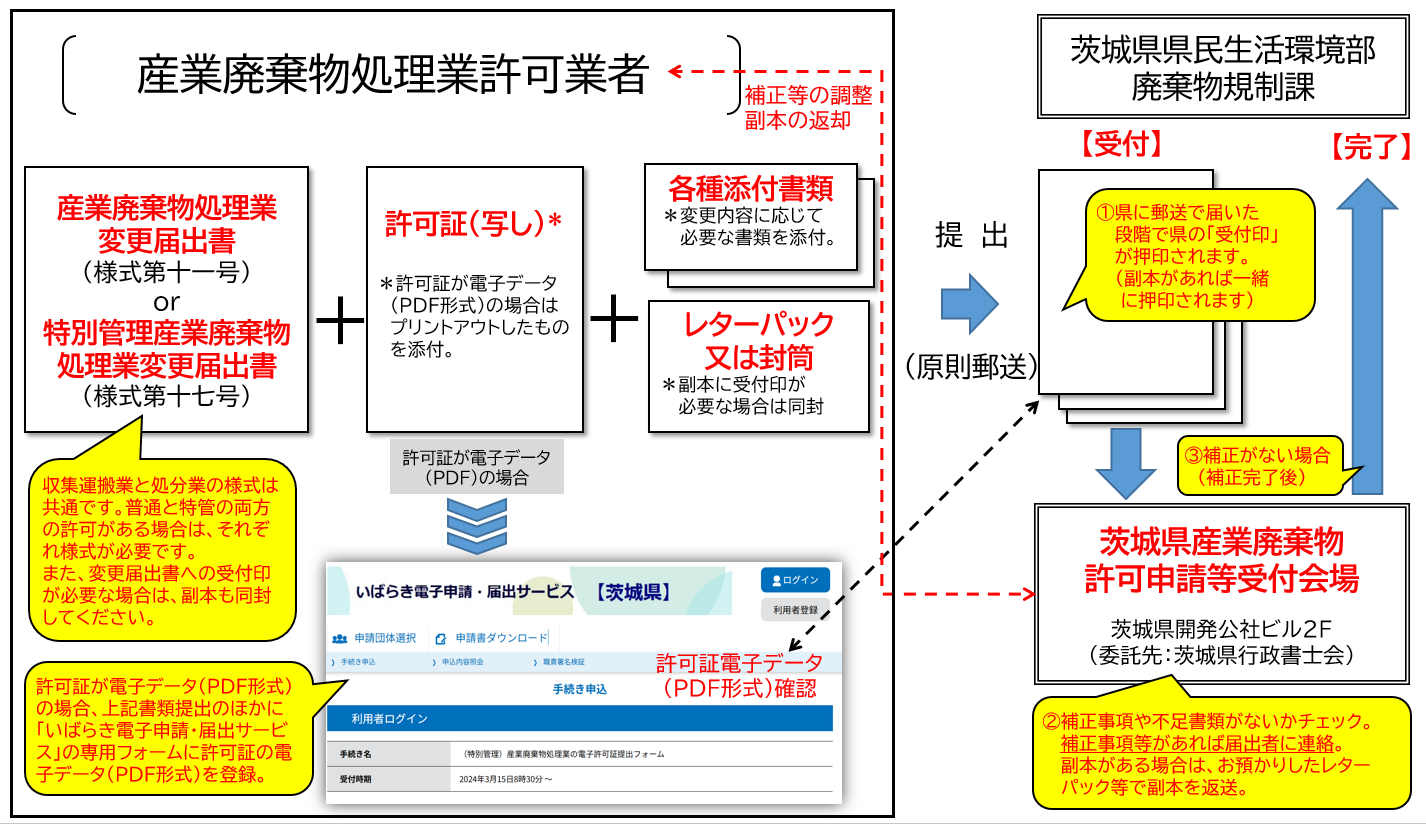 産業廃棄物処理業許可業者
補正等の調整
副本の返却
産業廃棄物処理業
変更届出書
（様式第十一号）
or
特別管理産業廃棄物
処理業変更届出書
（様式第十七号）
＋
許可証（写し）＊
＊許可証が電子データ
（PDF形式）の場合は
プリントアウトしたもの
を添付。
＋
各種添付書類
＊変更内容に応じて
必要な書類を添付。
レターパック
又は封筒
＊副本に受付印が
必要な場合は同封
収集運搬業と処分業の様式は
共通です。普通と特管の両方
の許可がある場合は、それぞ
れ様式が必要です。
また、変更届出書への受付印
が必要な場合は、副本も同封
してください。
許可証が電子データ
（PDF）の場合
許可証が電子データ（PDF形式）
の場合、上記書類提出のほかに
「いばらき電子申請・届出サービ
ス」の専用フォームに許可証の電
子データ（PDF形式）を登録。
いばらき電子申請・届出サービス 【茨城県】
ログイン
利用者登録
申請団体選択
申請書ダウンロード
》手続き申込
》申込内容照会
》職責署名検証
許可証電子データ
（PDF形式）確認
手続き申込
利用者ログイン
手続き名
（特別管理）産業廃棄物処理業の電子許可証提出フォーム
受付時期
2024年3月15日8時30分～
提 出
（原則郵送）
茨城県県民生活環境部
廃棄物規制課
【受付】
【完了】
①県に郵送で届いた
段階で県の「受付印」
が押印されます。
（副本があれば一緒
に押印されます）
③補正がない場合
（補正完了後）
茨城県産業廃棄物
許可申請等受付会場
茨城県開発公社ビル２F
（委託先：茨城県行政書士会）
②補正事項や不足書類がないかチェック。
補正事項等があれば届出者に連絡。
副本がある場合は、お預かりしたレター
パック等で副本を返送。